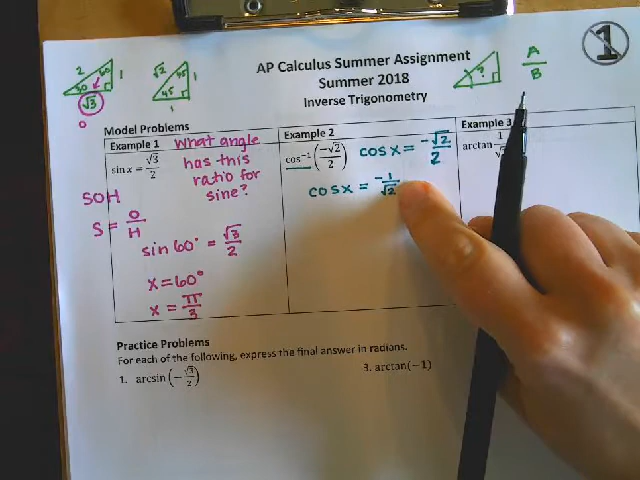 AP Calculus Summer Assignment
Summer 2018
Inverse Trigonometry
1
2 60 1
30
√3
0
√2 45 1
45
1
?
A
B
Model Problems
Example 1
What angle
sin x = √3/2
has this
ratio for
sine?
SOH
S = O/H
sin 60° = √3/2
x = 60°
x = π/3
Example 2
cos⁻¹(-√2/2) cos x = -√2/2
cos x = -1/√2
Example 3
arctan 1/√
Practice Problems
For each of the following, express the final answer in radians.
1. arcsin(-√3/2) 3. arctan(-1)